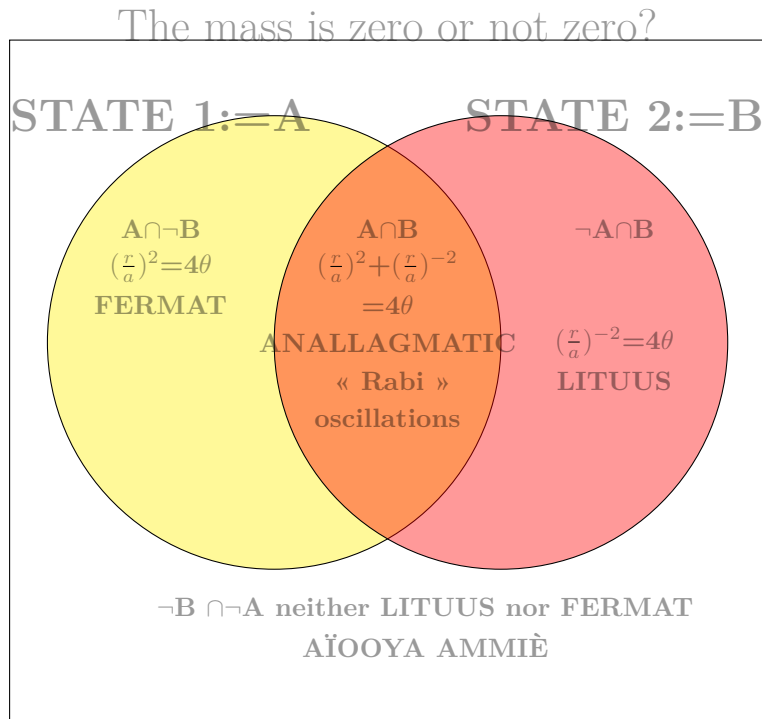 The mass is zero or not zero?
STATE 1:=A STATE 2:=B
A∩¬B
(r/a)²=4θ
FERMAT
A∩B
(r/a)²+(r/a)⁻²
=4θ
ANALLAGMATIC
« Rabi »
oscillations
¬A∩B
(r/a)⁻²=4θ
LITUUS
¬B ∩¬A neither LITUUS nor FERMAT
AÏOOYA AMMIÈ